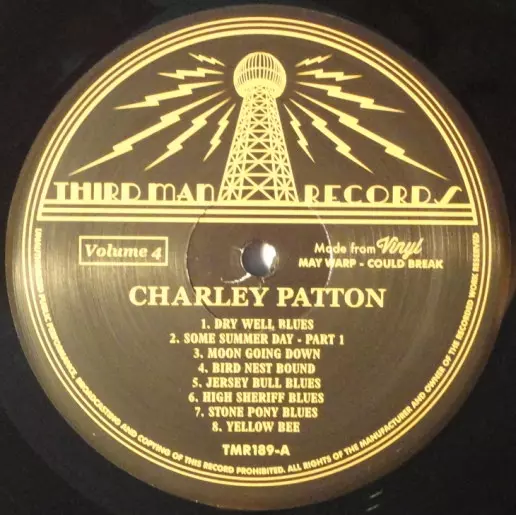 THIRD MAN RECORDS
Volume 4
Made from Vinyl
MAY WARP - COULD BREAK
CHARLEY PATTON
1. DRY WELL BLUES
2. SOME SUMMER DAY - PART 1
3. MOON GOING DOWN
4. BIRD NEST BOUND
5. JERSEY BULL BLUES
6. HIGH SHERIFF BLUES
7. STONE PONY BLUES
8. YELLOW BEE
TMR189-A
UNAUTHORIZED PUBLIC PERFORMANCE, BROADCASTING AND COPYING OF THIS RECORD PROHIBITED. ALL RIGHTS OF THE MANUFACTURER AND OWNER OF THE RECORDED WORK RESERVED